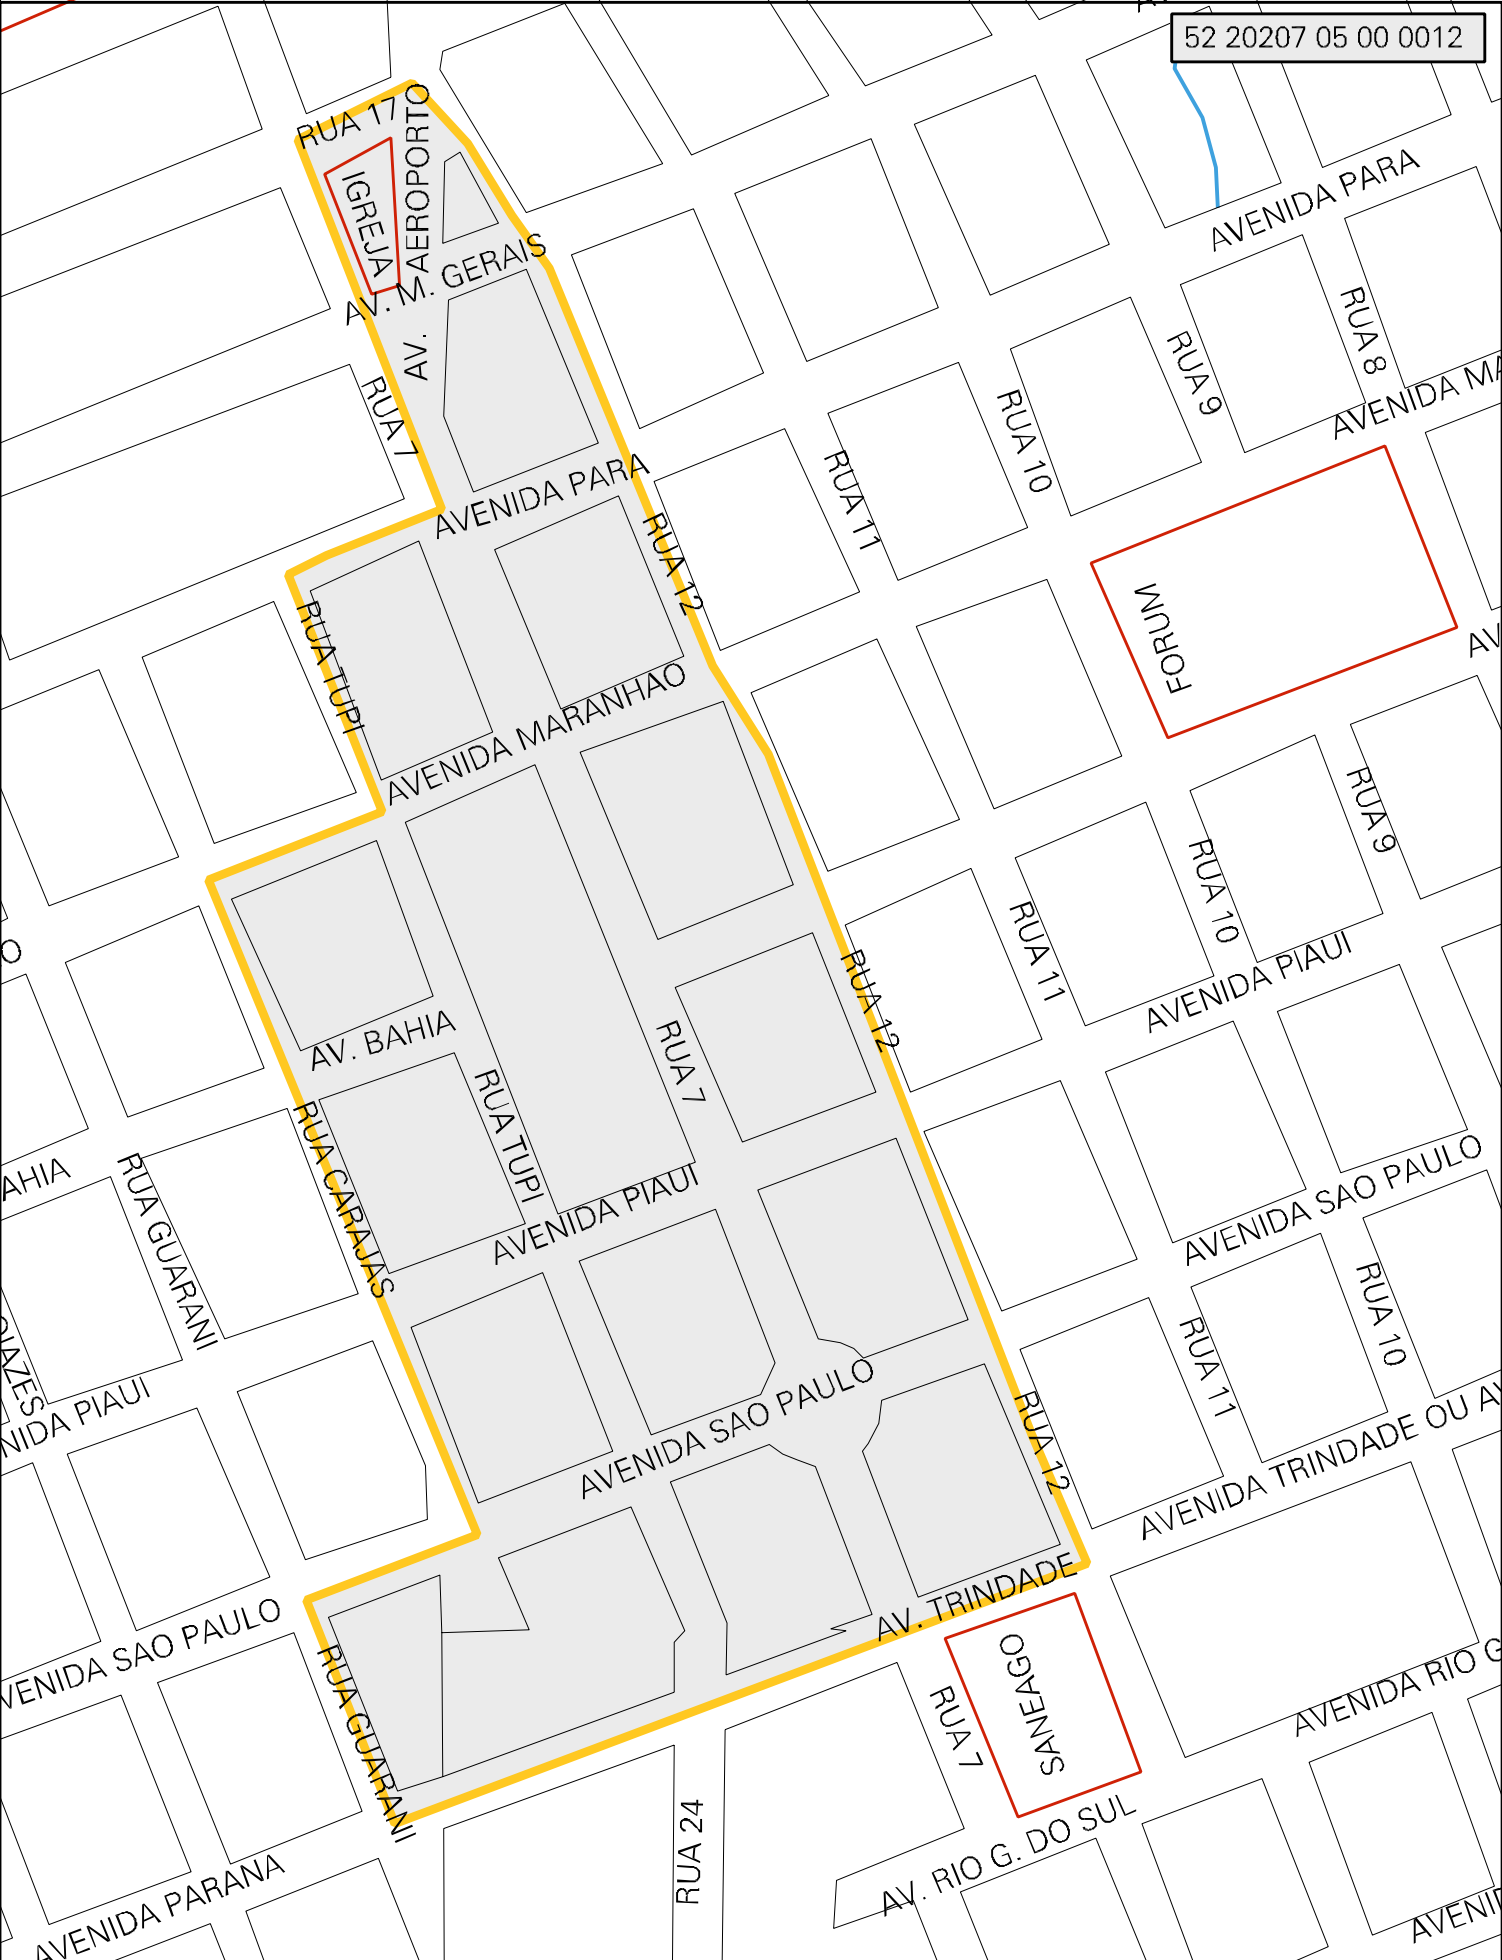 52 20207 05 00 0012
RUA 17
AV. AEROPORTO
IGREJA
AV. M. GERAIS
AVENIDA PARA
RUA 8
RUA 9
RUA 7
AVENIDA MA
RUA 10
RUA 11
AVENIDA PARA
RUA 12
FORUM
RUA TUPI
AV
AVENIDA MARANHAO
RUA 9
RUA 10
O
RUA 11
AVENIDA PIAUI
RUA 12
AV. BAHIA
RUA 7
RUA TUPI
RUA CARAJAS
AHIA
RUA GUARANI
AVENIDA PIAUI
AVENIDA SAO PAULO
RUA 10
RUA 11
IAZES
NIDA PIAUI
AVENIDA SAO PAULO
RUA 12
AVENIDA TRINDADE OU AV
AV. TRINDADE
VENIDA SAO PAULO
RUA GUARANI
SANEAGO
RUA 7
AVENIDA RIO G
RUA 24
AV. RIO G. DO SUL
AVENIDA PARANA
AVENI